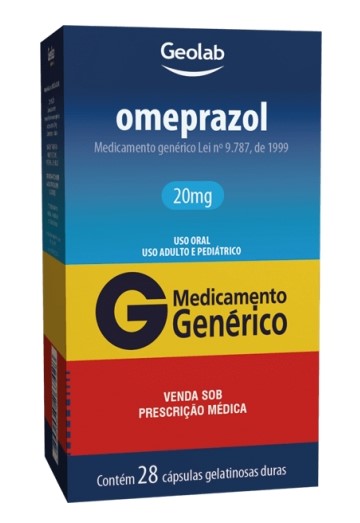 Geolab
omeprazol
Medicamento genérico Lei nº 9.787, de 1999
20mg
USO ORAL
USO ADULTO E PEDIÁTRICO
G Medicamento
Genérico
VENDA SOB
PRESCRIÇÃO MÉDICA
Contém 28 cápsulas gelatinosas duras